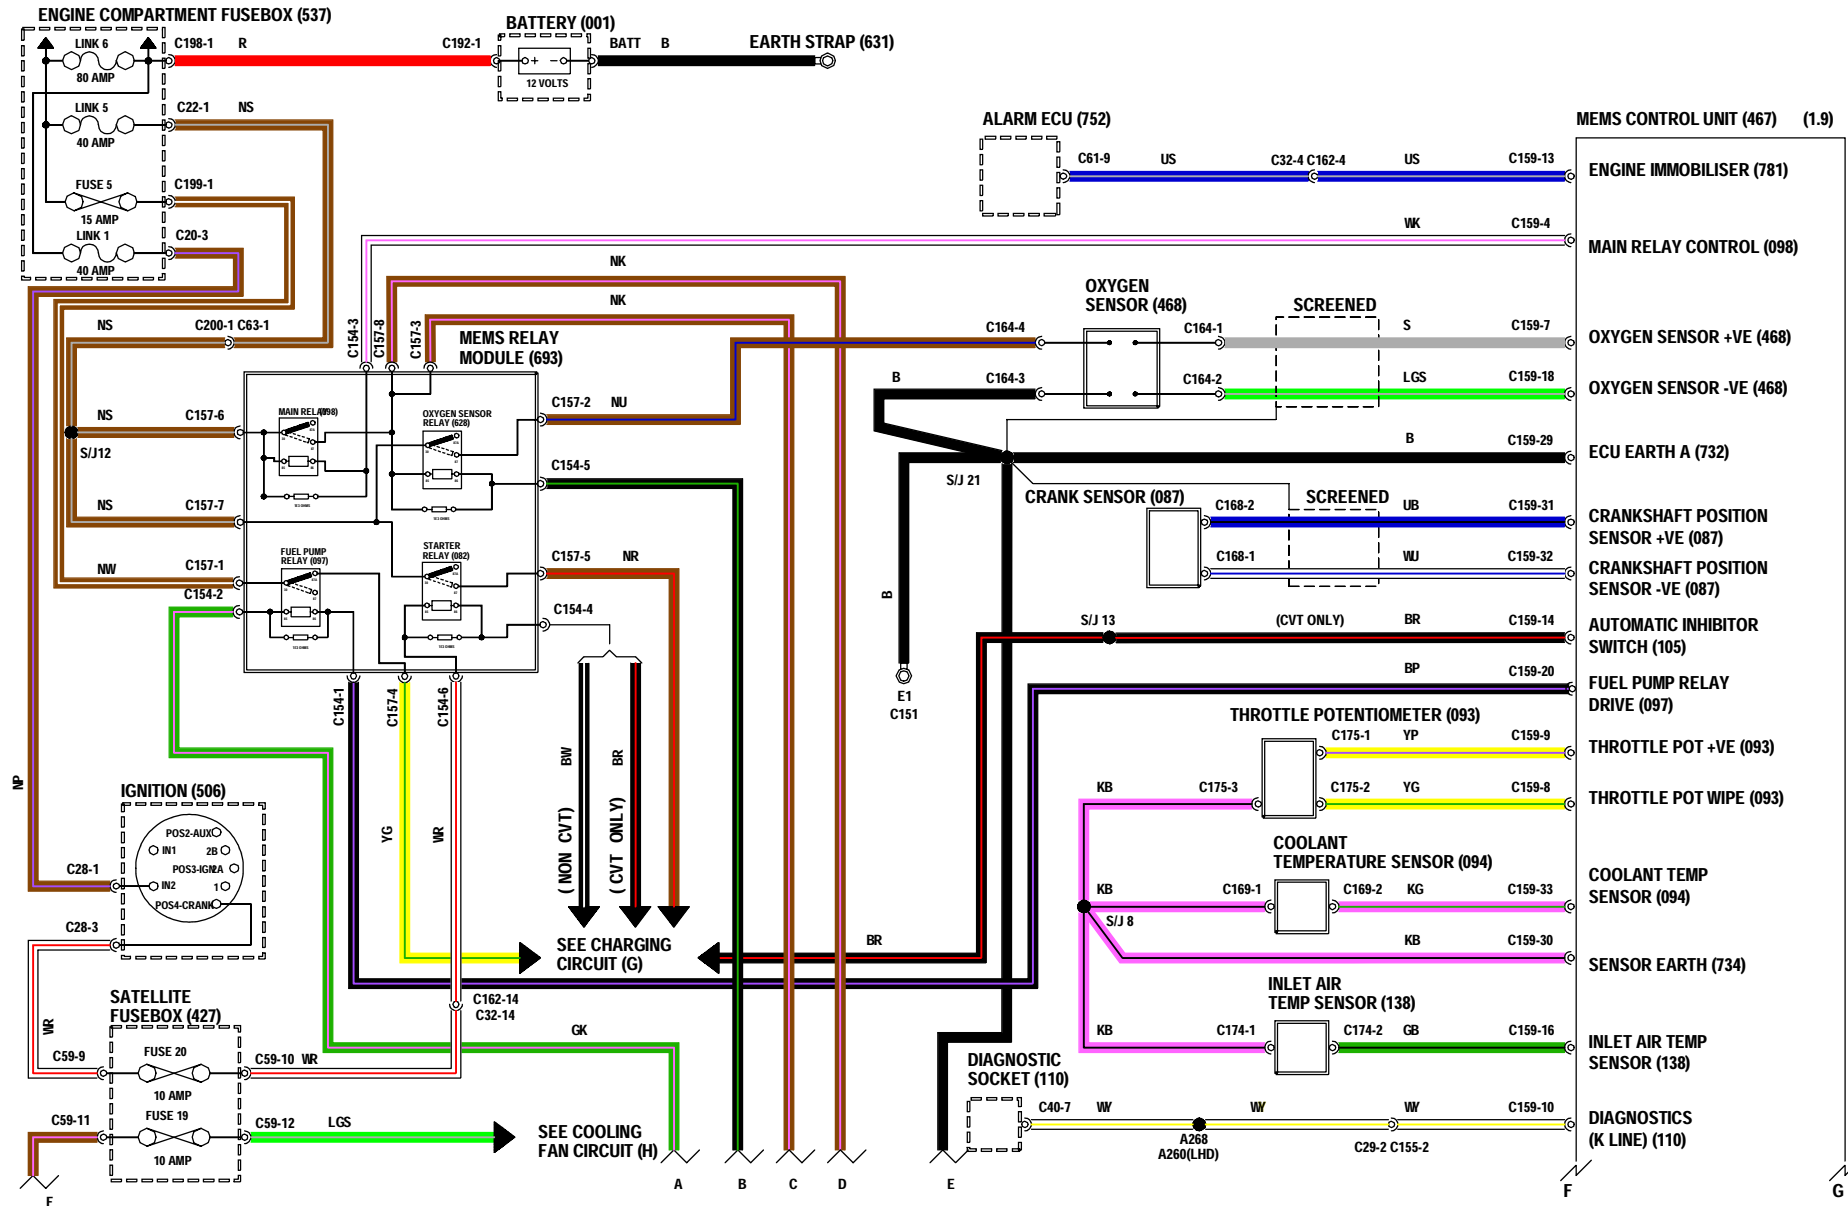 ENGINE COMPARTMENT FUSEBOX (537)
BATTERY (001)
LINK 6
C198-1 R
C192-1
BATT B
EARTH STRAP (631)
80 AMP
12 VOLTS
LINK 5
C22-1 NS
40 AMP
ALARM ECU (752)
MEMS CONTROL UNIT (467) (1.9)
C61-9 US
C32-4 C162-4
US
C159-13
ENGINE IMMOBILISER (781)
FUSE 5
C199-1
15 AMP
WK
C159-4
LINK 1
C20-3
MAIN RELAY CONTROL (098)
40 AMP
NK
NK
OXYGEN
SENSOR (468)
SCREENED
NS
C200-1 C63-1
C154-3
C157-8
C157-3
MEMS RELAY
MODULE (693)
C164-4
C164-1
S
C159-7
OXYGEN SENSOR +VE (468)
B
C164-3
C164-2
LGS
C159-18
OXYGEN SENSOR -VE (468)
NS
C157-6
MAIN RELAY (098)
OXYGEN SENSOR
RELAY (628)
C157-2 NU
S/J12
B
C159-29
ECU EARTH A (732)
C154-5
S/J 21
CRANK SENSOR (087)
SCREENED
NS
C157-7
C168-2
UB
C159-31
CRANKSHAFT POSITION
SENSOR +VE (087)
FUEL PUMP
RELAY (097)
STARTER
RELAY (082)
C157-5 NR
C168-1
WU
C159-32
CRANKSHAFT POSITION
SENSOR -VE (087)
NW
C157-1
C154-2
B
C154-4
S/J 13
(CVT ONLY)
BR
C159-14
AUTOMATIC INHIBITOR
SWITCH (105)
E1
C151
BP
C159-20
FUEL PUMP RELAY
DRIVE (097)
C154-1
C157-4
C154-6
THROTTLE POTENTIOMETER (093)
C175-1 YP
C159-9
THROTTLE POT +VE (093)
NP
BW
BR
KB
C175-3
C175-2 YG
C159-8
THROTTLE POT WIPE (093)
IGNITION (506)
POS2-AUX
IN1
2B
POS3-IGN
2A
IN2
1
POS4-CRANK
C28-1
YG
WR
( NON CVT)
( CVT ONLY)
COOLANT
TEMPERATURE SENSOR (094)
KB
C169-1
C169-2 KG
C159-33
COOLANT TEMP
SENSOR (094)
C28-3
S/J 8
SEE CHARGING
CIRCUIT (G)
BR
KB
C159-30
SENSOR EARTH (734)
INLET AIR
TEMP SENSOR (138)
SATELLITE
FUSEBOX (427)
C162-14
C32-14
WR
GK
KB
C174-1
C174-2 GB
C159-16
INLET AIR TEMP
SENSOR (138)
C59-9
FUSE 20
C59-10 WR
DIAGNOSTIC
SOCKET (110)
10 AMP
C59-11
FUSE 19
C59-12 LGS
C40-7 WY
WY
WY
C159-10
DIAGNOSTICS
(K LINE) (110)
A268
A260(LHD)
C29-2 C155-2
10 AMP
SEE COOLING
FAN CIRCUIT (H)
A
B
C
D
E
F
G